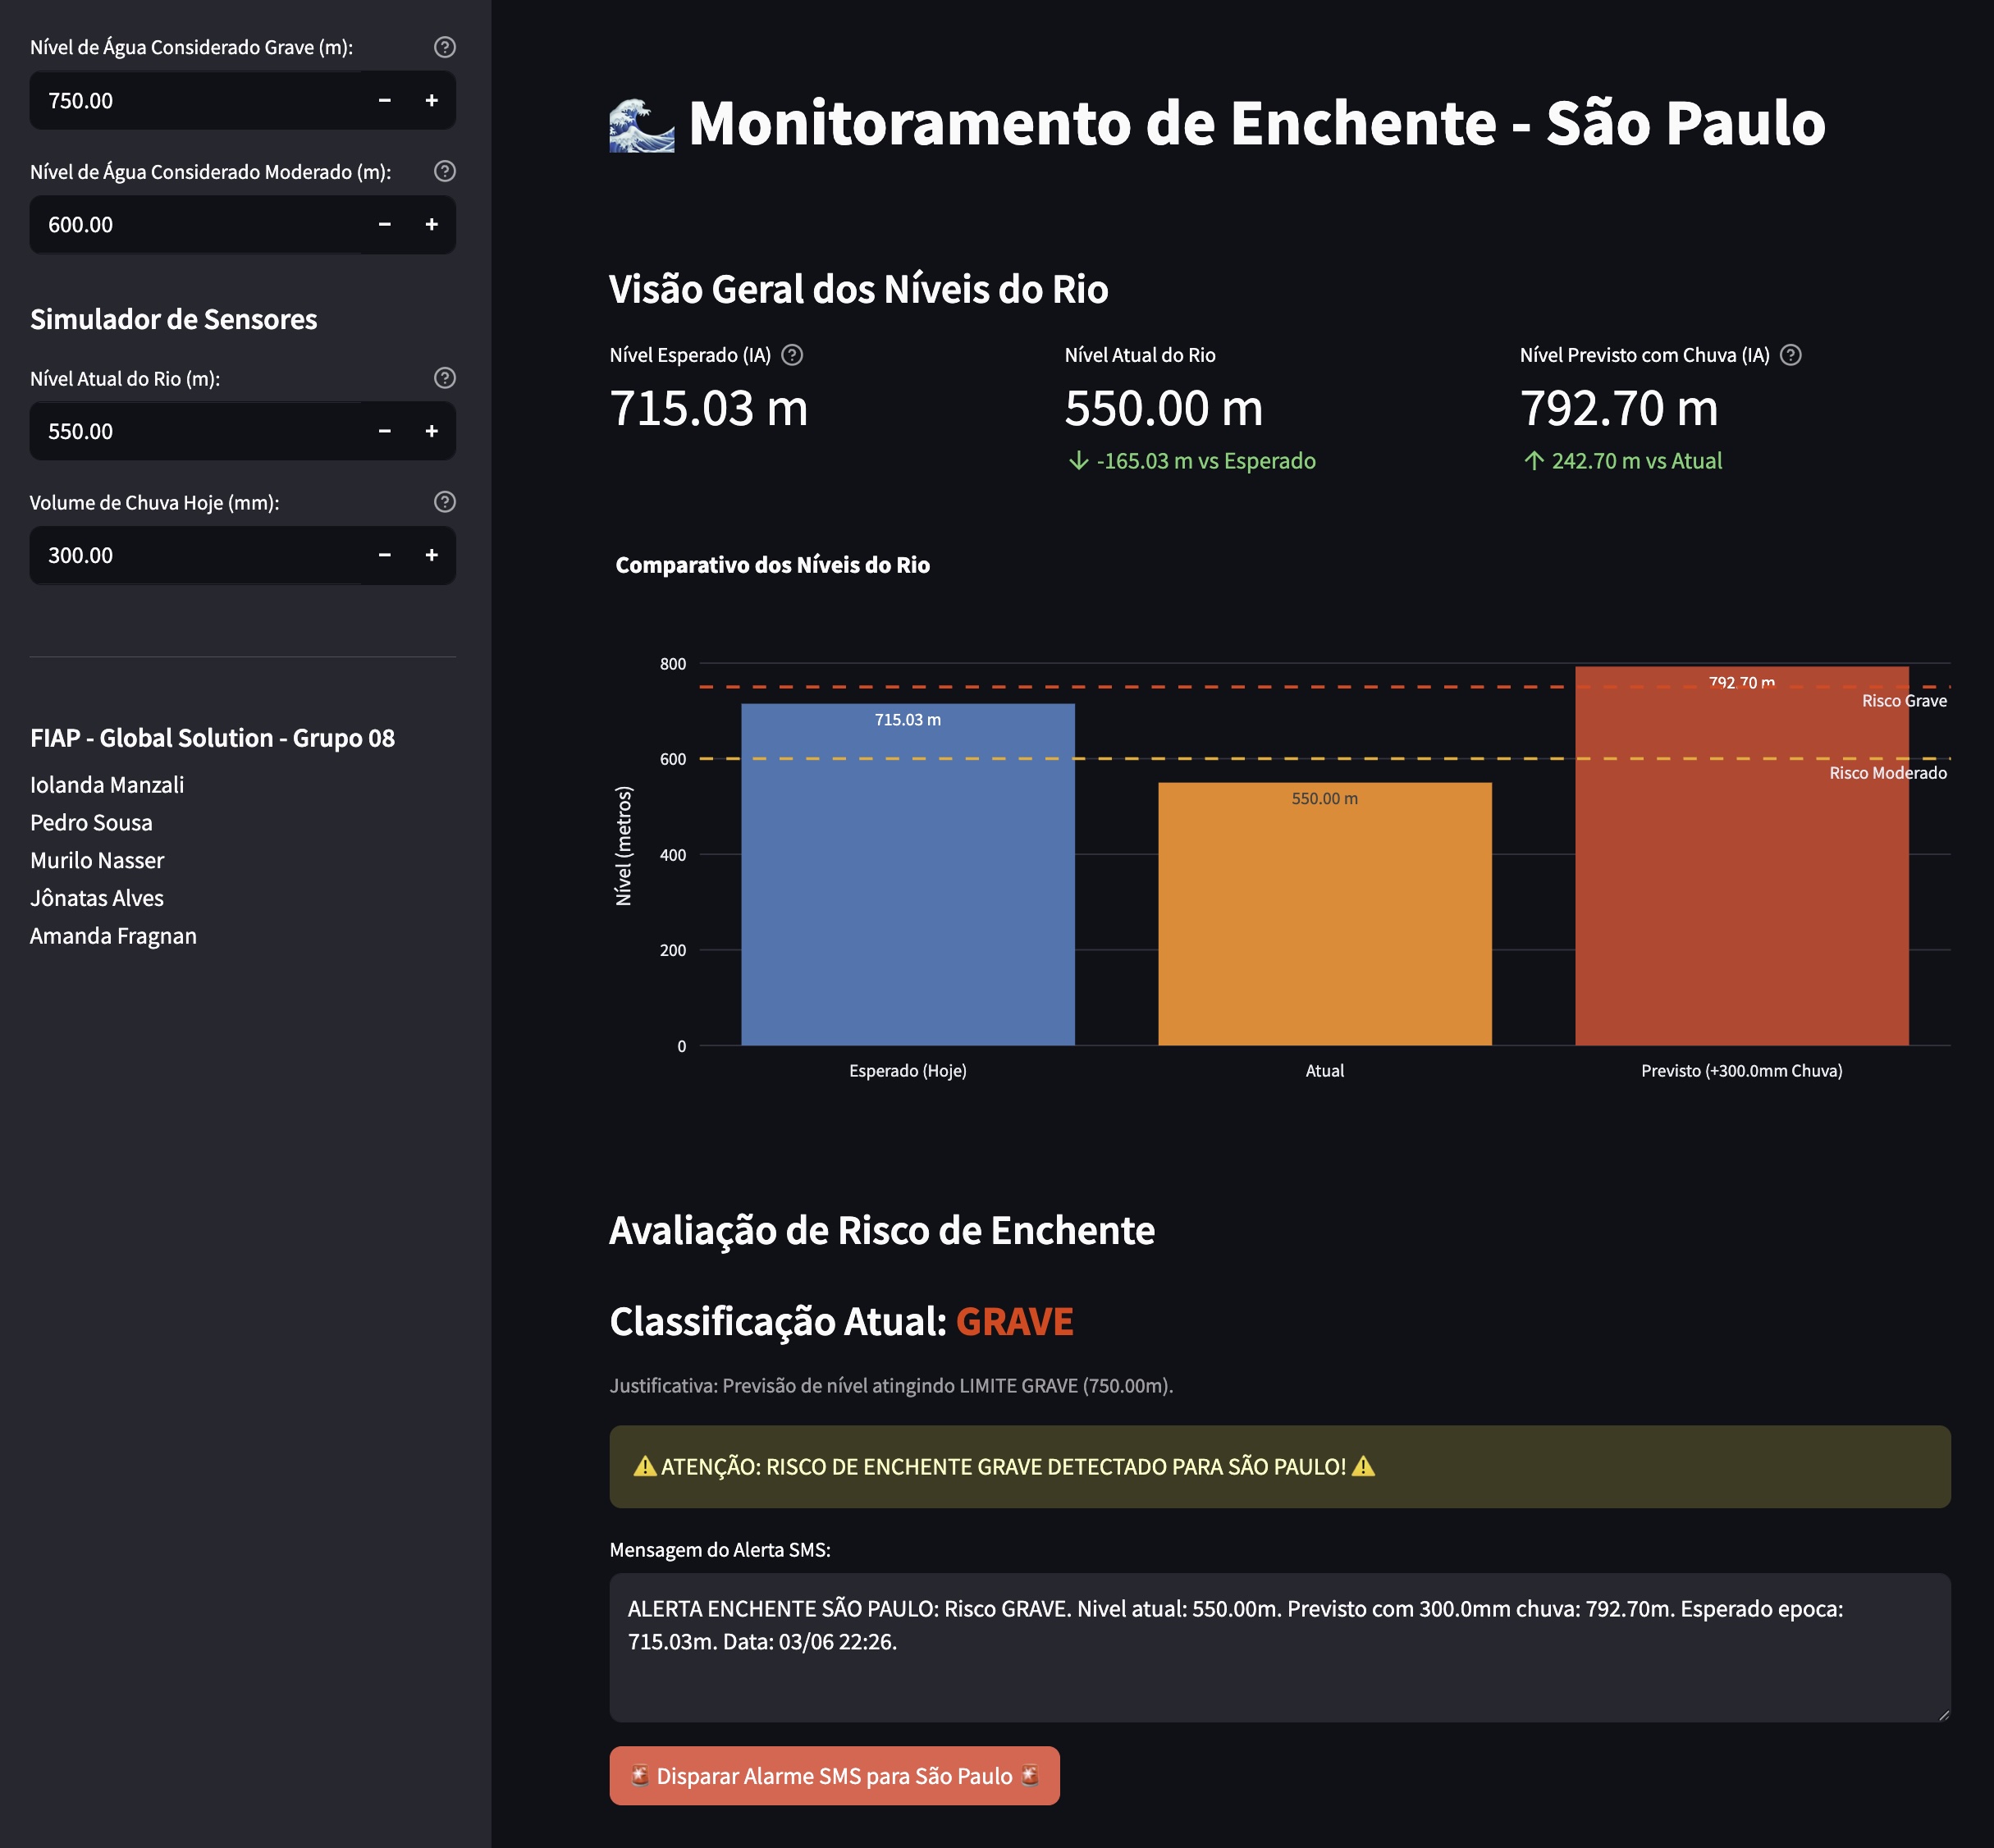 Nível de Água Considerado Grave (m):
750.00
Nível de Água Considerado Moderado (m):
600.00
Simulador de Sensores
Nível Atual do Rio (m):
550.00
Volume de Chuva Hoje (mm):
300.00
FIAP - Global Solution - Grupo 08
Iolanda Manzali
Pedro Sousa
Murilo Nasser
Jônatas Alves
Amanda Fragnan
Monitoramento de Enchente - São Paulo
Visão Geral dos Níveis do Rio
Nível Esperado (IA)
715.03 m
Nível Atual do Rio
550.00 m
↓ -165.03 m vs Esperado
Nível Previsto com Chuva (IA)
792.70 m
↑ 242.70 m vs Atual
Comparativo dos Níveis do Rio
Nível (metros)
800
600
400
200
0
715.03 m
550.00 m
792.70 m
Risco Grave
Risco Moderado
Esperado (Hoje)
Atual
Previsto (+300.0mm Chuva)
Avaliação de Risco de Enchente
Classificação Atual: GRAVE
Justificativa: Previsão de nível atingindo LIMITE GRAVE (750.00m).
⚠️ ATENÇÃO: RISCO DE ENCHENTE GRAVE DETECTADO PARA SÃO PAULO! ⚠️
Mensagem do Alerta SMS:
ALERTA ENCHENTE SÃO PAULO: Risco GRAVE. Nivel atual: 550.00m. Previsto com 300.0mm chuva: 792.70m. Esperado epoca:
715.03m. Data: 03/06 22:26.
🚨 Disparar Alarme SMS para São Paulo 🚨